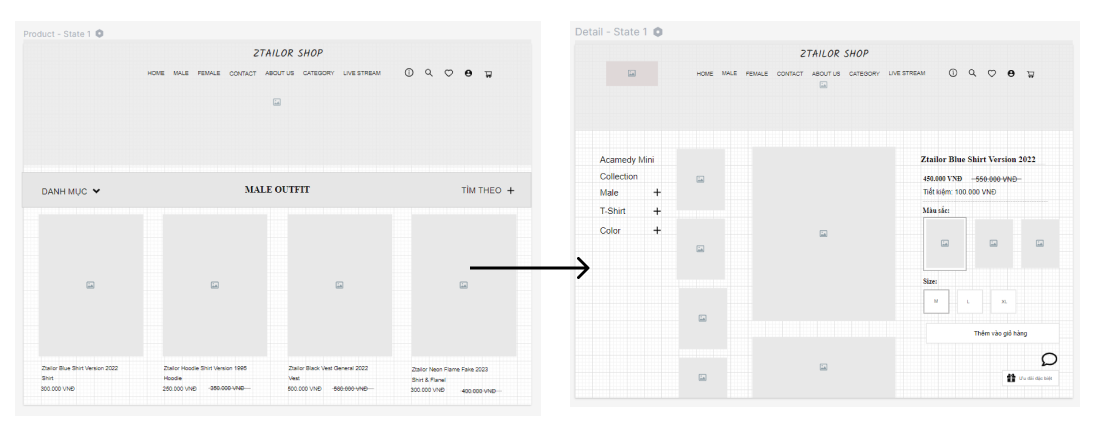 Product - State 1
ZTAILOR SHOP
HOME MALE FEMALE CONTACT ABOUT US CATEGORY LIVE STREAM
DANH MỤC
MALE OUTFIT
TÌM THEO
Ztailor Blue Shirt Version 2022
Shirt
300.000 VNĐ
Ztailor Hoodie Shirt Version 1995
Hoodie
250.000 VNĐ 350.000 VNĐ
Ztailor Black Vest General 2022
Vest
500.000 VNĐ 580.000 VNĐ
Ztailor Neon Flame Fake 2023
Shirt & Flanel
300.000 VNĐ 400.000 VNĐ
Detail - State 1
ZTAILOR SHOP
HOME MALE FEMALE CONTACT ABOUT US CATEGORY LIVE STREAM
Acamedy Mini
Collection
Male
T-Shirt
Color
Ztailor Blue Shirt Version 2022
450.000 VNĐ 550.000 VNĐ
Tiết kiệm: 100.000 VNĐ
Màu sắc:
Size:
M L XL
Thêm vào giỏ hàng
Ưu đãi đặc biệt